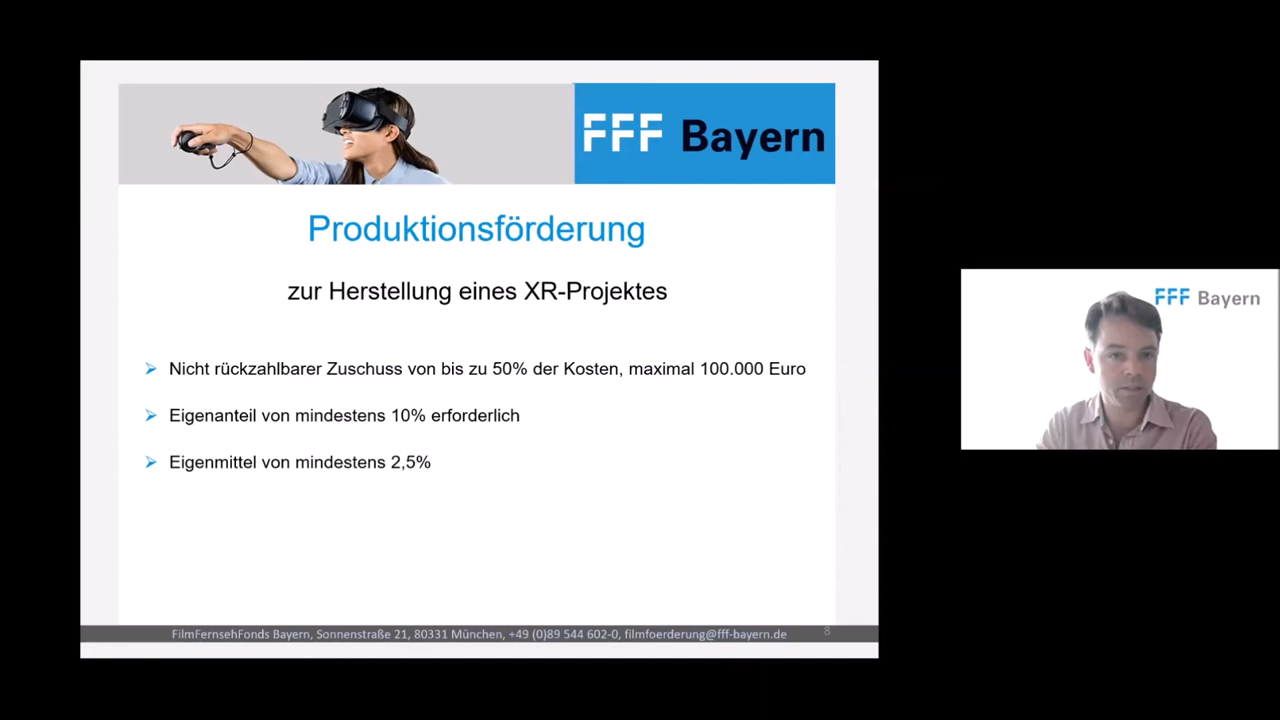 FFF Bayern
Produktionsförderung
zur Herstellung eines XR-Projektes
Nicht rückzahlbarer Zuschuss von bis zu 50% der Kosten, maximal 100.000 Euro
Eigenanteil von mindestens 10% erforderlich
Eigenmittel von mindestens 2,5%
FilmFernsehFonds Bayern, Sonnenstraße 21, 80331 München, +49 (0)89 544 602-0, filmfoerderung@fff-bayern.de
8
FFF Bayern